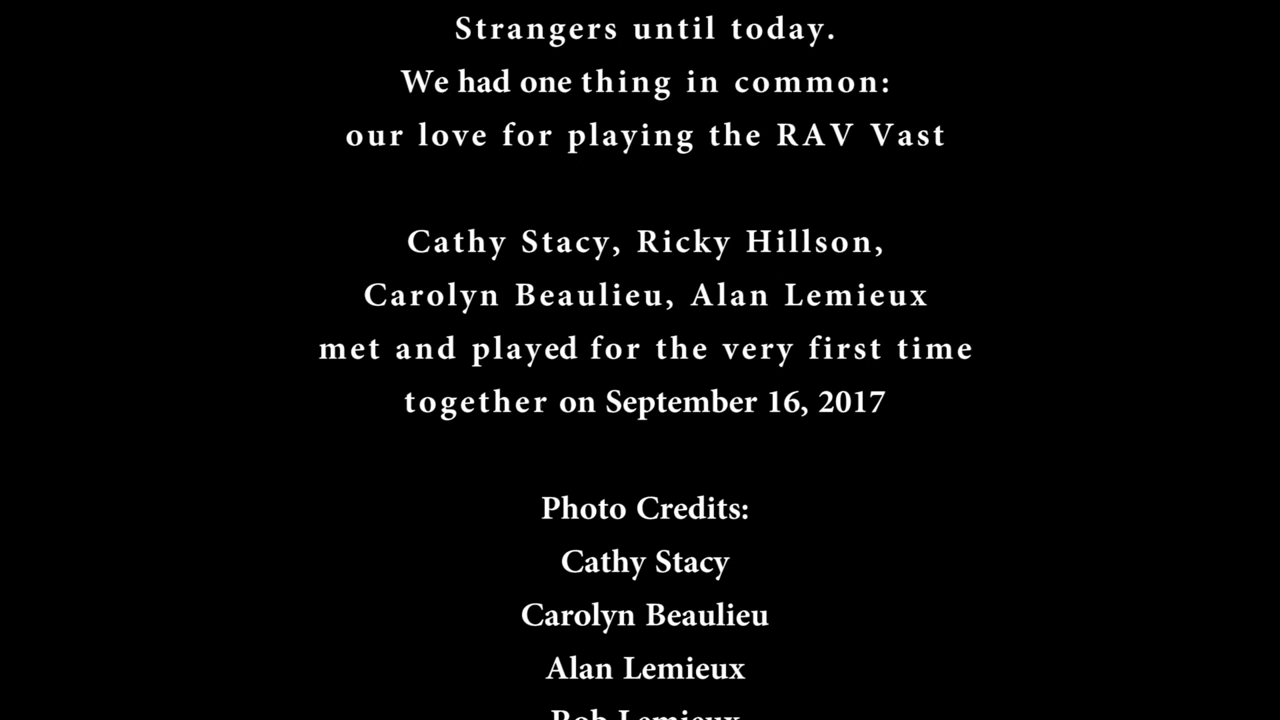 Strangers until today.
We had one thing in common:
our love for playing the RAV Vast
Cathy Stacy, Ricky Hillson,
Carolyn Beaulieu, Alan Lemieux
met and played for the very first time
together on September 16, 2017
Photo Credits:
Cathy Stacy
Carolyn Beaulieu
Alan Lemieux
Bob Lemieux